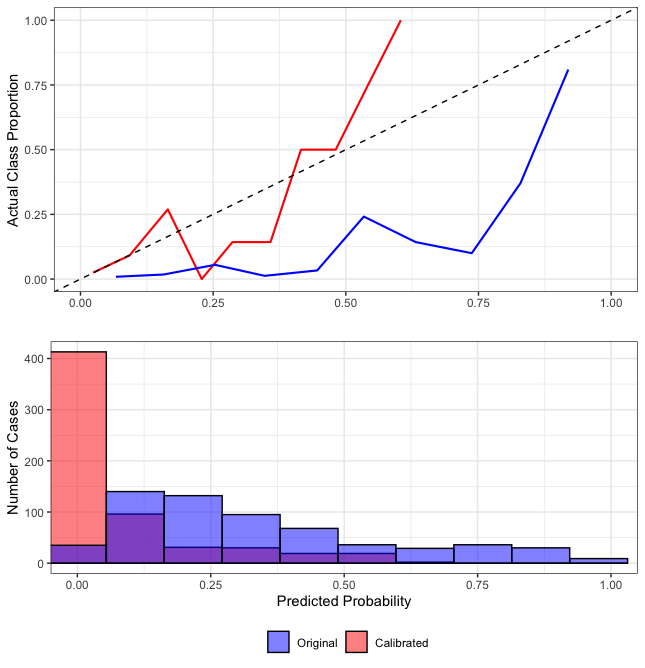 1.00
0.75
0.50
0.25
0.00
Actual Class Proportion
0.00 0.25 0.50 0.75 1.00
400
300
200
100
0
Number of Cases
0.00 0.25 0.50 0.75 1.00
Predicted Probability
Original Calibrated